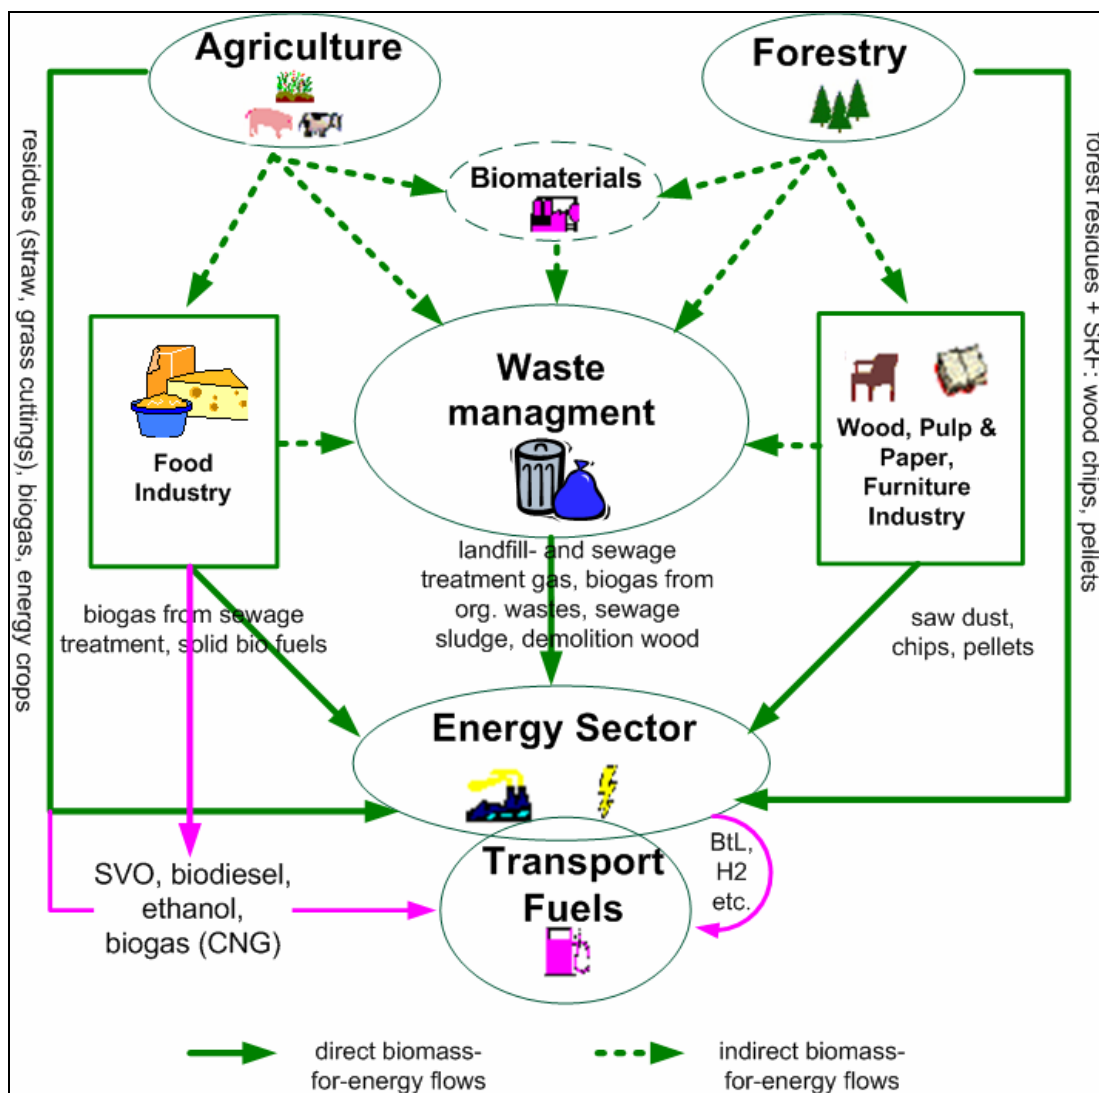 Agriculture
Forestry
Biomaterials
residues (straw, grass cuttings), biogas, energy crops
forest residues + SRF: wood chips, pellets
Waste
managment
Food
Industry
Wood, Pulp &
Paper,
Furniture
Industry
landfill- and sewage
treatment gas, biogas from
org. wastes, sewage
sludge, demolition wood
biogas from sewage
treatment, solid bio fuels
saw dust,
chips, pellets
Energy Sector
BtL,
H2
etc.
Transport
Fuels
SVO, biodiesel,
ethanol,
biogas (CNG)
direct biomass-
for-energy flows
indirect biomass-
for-energy flows